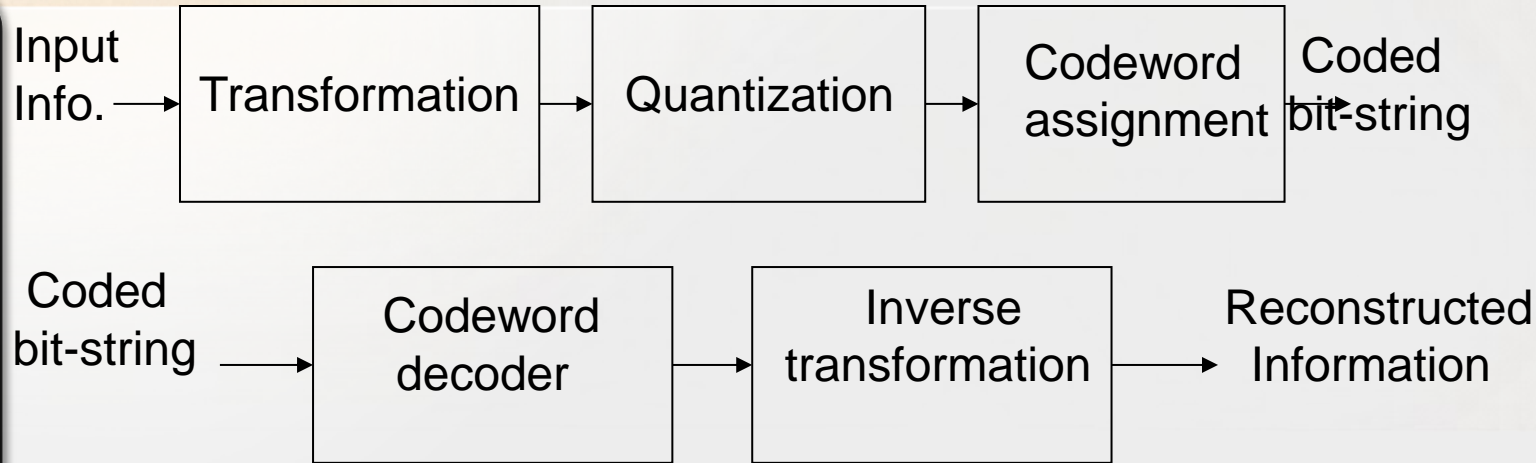 Input
Info.
Transformation
Quantization
Codeword
assignment
Coded
bit-string
Coded
bit-string
Codeword
decoder
Inverse
transformation
Reconstructed
Information